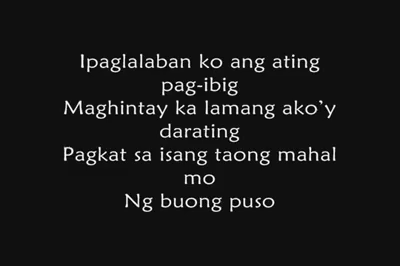 Ipaglalaban ko ang ating
pag-ibig
Maghintay ka lamang ako’y
darating
Pagkat sa isang taong mahal
mo
Ng buong puso